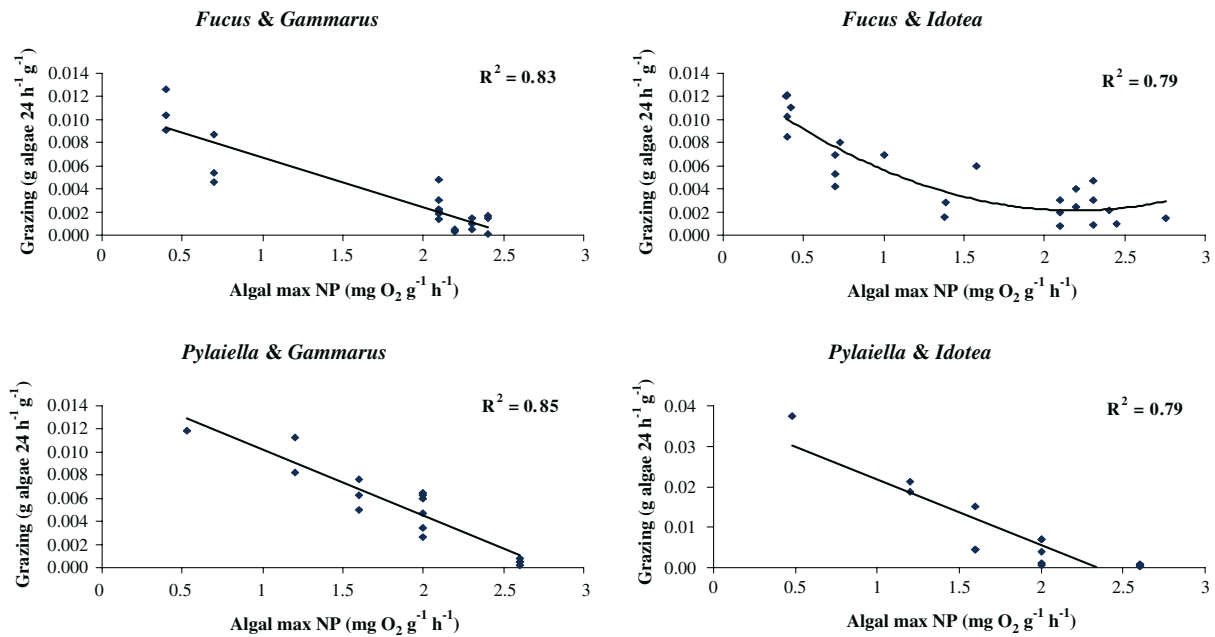 Fucus & Gammarus
Grazing (g algae 24 h⁻¹ g⁻¹)
R² = 0.83
0.014
0.012
0.010
0.008
0.006
0.004
0.002
0.000
0 0.5 1 1.5 2 2.5 3
Algal max NP (mg O₂ g⁻¹ h⁻¹)
Fucus & Idotea
Grazing (g algae 24 h⁻¹ g⁻¹)
R² = 0.79
0.014
0.012
0.010
0.008
0.006
0.004
0.002
0.000
0 0.5 1 1.5 2 2.5 3
Algal max NP (mg O₂ g⁻¹ h⁻¹)
Pylaiella & Gammarus
Grazing (g algae 24 h⁻¹ g⁻¹)
R² = 0.85
0.014
0.012
0.010
0.008
0.006
0.004
0.002
0.000
0 0.5 1 1.5 2 2.5 3
Algal max NP (mg O₂ g⁻¹ h⁻¹)
Pylaiella & Idotea
Grazing (g algae 24 h⁻¹ g⁻¹)
R² = 0.79
0.04
0.03
0.02
0.01
0.00
0 0.5 1 1.5 2 2.5 3
Algal max NP (mg O₂ g⁻¹ h⁻¹)